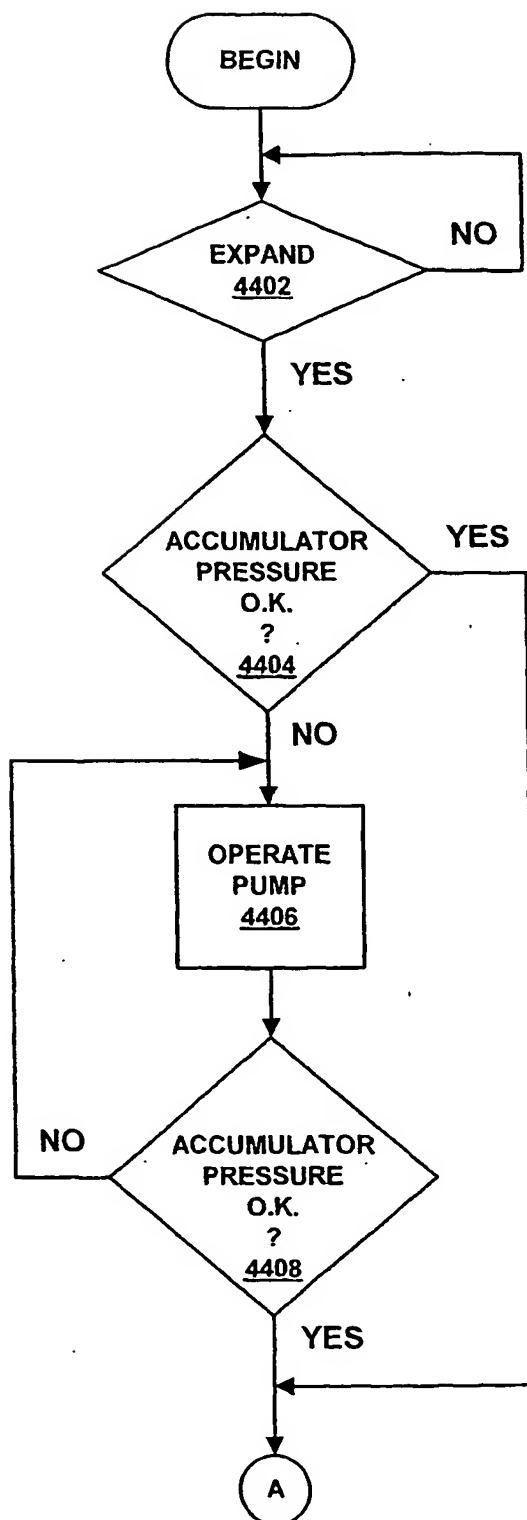 BEGIN
NO
EXPAND
4402
YES
ACCUMULATOR
PRESSURE
O.K.
?
4404
YES
NO
OPERATE
PUMP
4406
NO
ACCUMULATOR
PRESSURE
O.K.
?
4408
YES
A